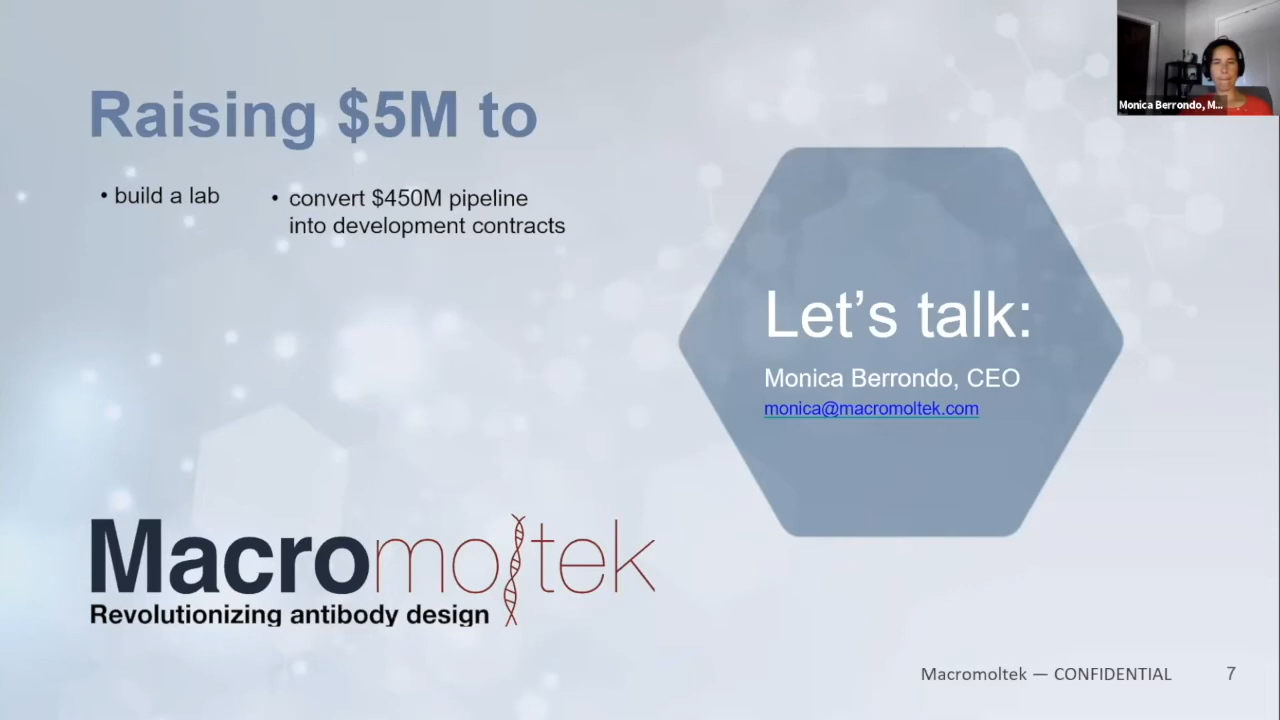 Raising $5M to
• build a lab
• convert $450M pipeline
into development contracts
Let’s talk:
Monica Berrondo, CEO
monica@macromoltek.com
Macromoltek
Revolutionizing antibody design
Macromoltek — CONFIDENTIAL
7
Monica Berrondo, M...